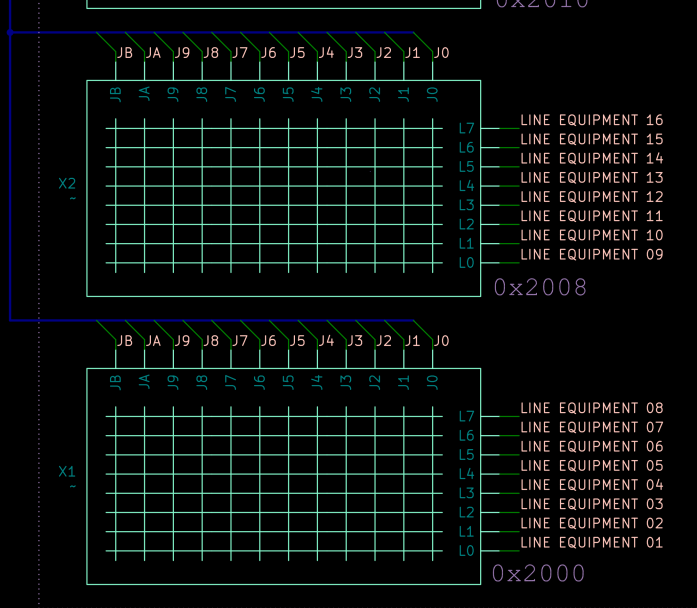 0x2010
JB JA J9 J8 J7 J6 J5 J4 J3 J2 J1 J0
JB JA J9 J8 J7 J6 J5 J4 J3 J2 J1 J0
L7 LINE EQUIPMENT 16
L6 LINE EQUIPMENT 15
L5 LINE EQUIPMENT 14
X2 L4 LINE EQUIPMENT 13
~ L3 LINE EQUIPMENT 12
L2 LINE EQUIPMENT 11
L1 LINE EQUIPMENT 10
L0 LINE EQUIPMENT 09
0x2008
JB JA J9 J8 J7 J6 J5 J4 J3 J2 J1 J0
JB JA J9 J8 J7 J6 J5 J4 J3 J2 J1 J0
L7 LINE EQUIPMENT 08
L6 LINE EQUIPMENT 07
L5 LINE EQUIPMENT 06
X1 L4 LINE EQUIPMENT 05
~ L3 LINE EQUIPMENT 04
L2 LINE EQUIPMENT 03
L1 LINE EQUIPMENT 02
L0 LINE EQUIPMENT 01
0x2000